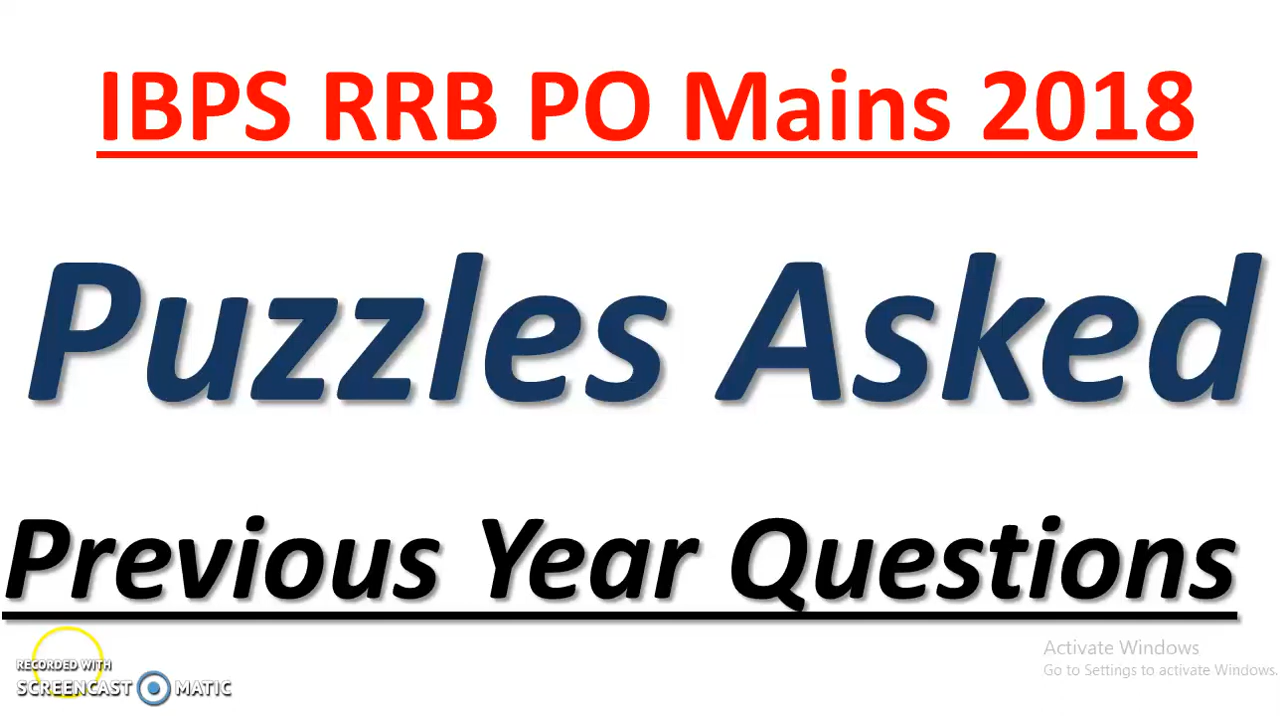 IBPS RRB PO Mains 2018
Puzzles Asked
Previous Year Questions
RECORDED WITH
SCREENCAST MATIC
Activate Windows
Go to Settings to activate Windows.